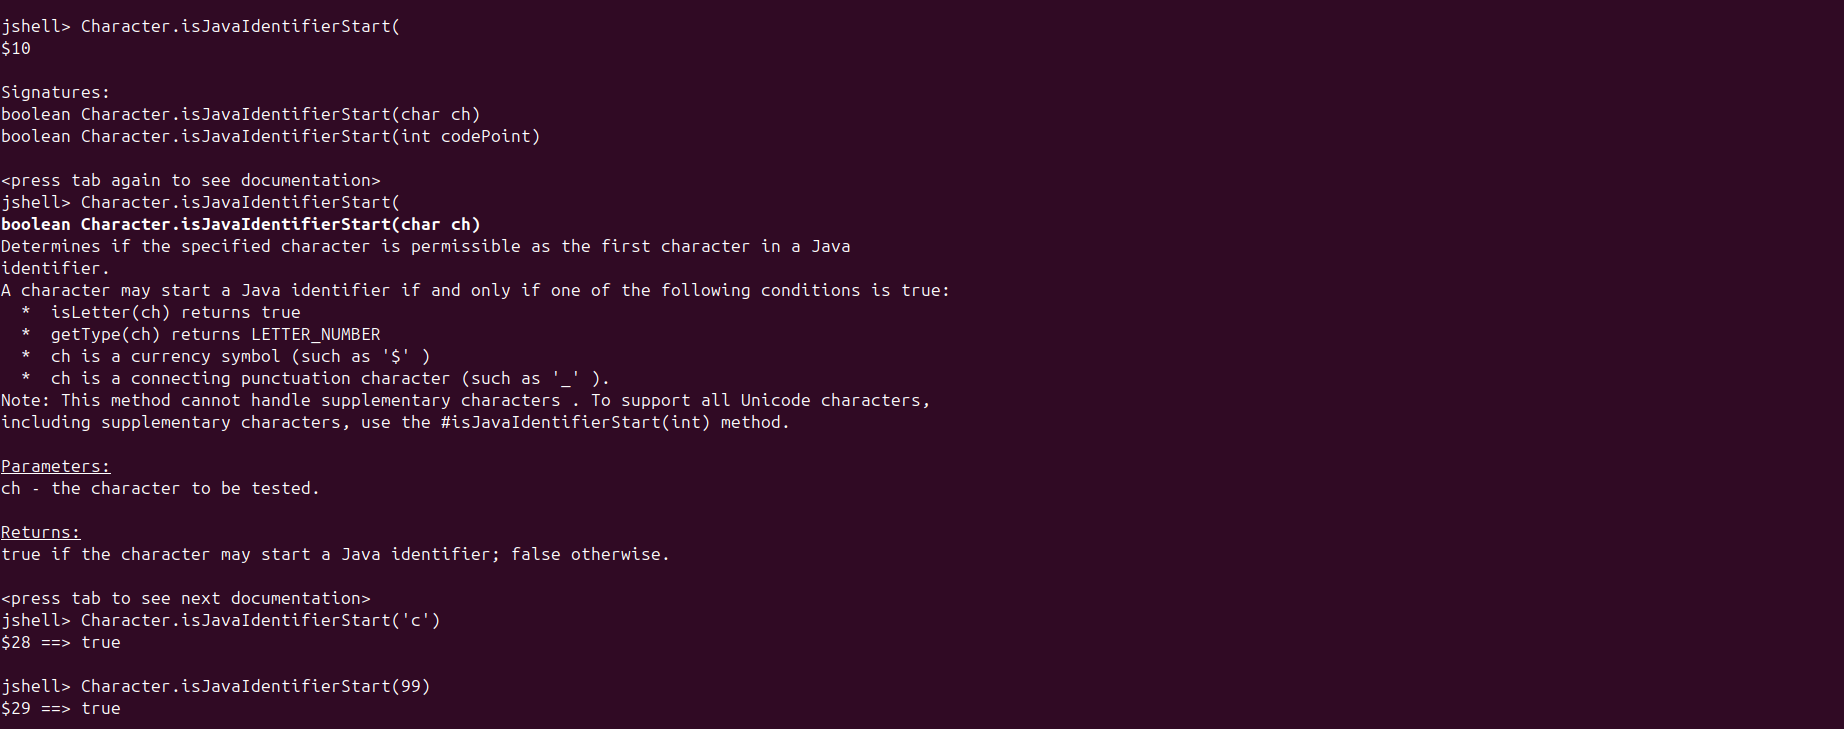 jshell> Character.isJavaIdentifierStart(
$10
Signatures:
boolean Character.isJavaIdentifierStart(char ch)
boolean Character.isJavaIdentifierStart(int codePoint)
<press tab again to see documentation>
jshell> Character.isJavaIdentifierStart(
boolean Character.isJavaIdentifierStart(char ch)
Determines if the specified character is permissible as the first character in a Java
identifier.
A character may start a Java identifier if and only if one of the following conditions is true:
  *  isLetter(ch) returns true
  *  getType(ch) returns LETTER_NUMBER
  *  ch is a currency symbol (such as '$' )
  *  ch is a connecting punctuation character (such as '_' ).
Note: This method cannot handle supplementary characters . To support all Unicode characters,
including supplementary characters, use the #isJavaIdentifierStart(int) method.
Parameters:
ch - the character to be tested.
Returns:
true if the character may start a Java identifier; false otherwise.
<press tab to see next documentation>
jshell> Character.isJavaIdentifierStart('c')
$28 ==> true
jshell> Character.isJavaIdentifierStart(99)
$29 ==> true